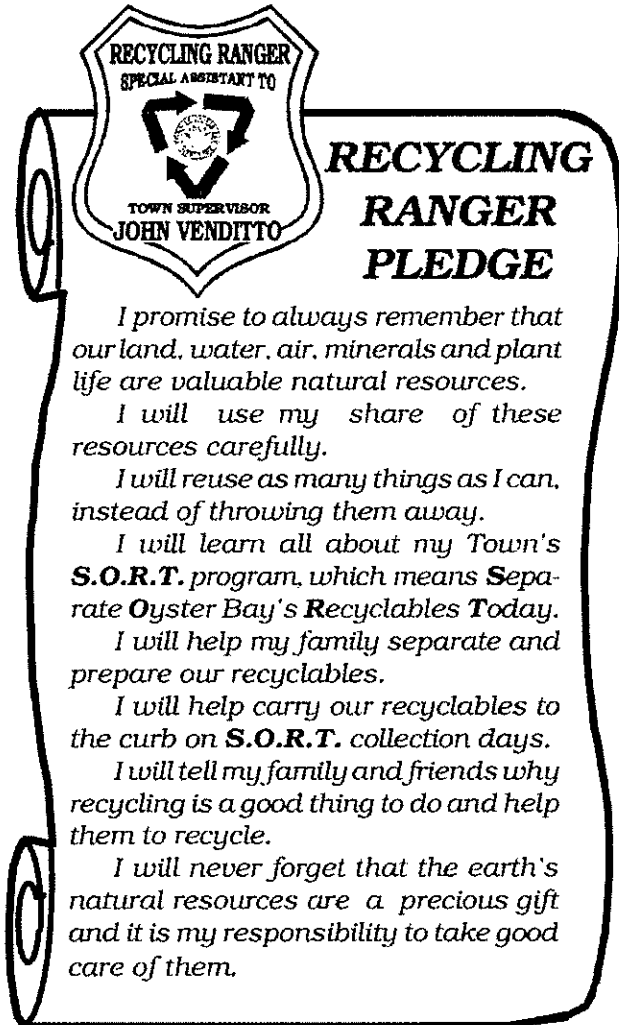 RECYCLING RANGER
SPECIAL ASSISTANT TO
TOWN SUPERVISOR
JOHN VENDITTO
RECYCLING
RANGER
PLEDGE
I promise to always remember that
our land, water, air, minerals and plant
life are valuable natural resources.
I will use my share of these
resources carefully.
I will reuse as many things as I can,
instead of throwing them away.
I will learn all about my Town's
S.O.R.T. program, which means Sepa-
rate Oyster Bay's Recyclables Today.
I will help my family separate and
prepare our recyclables.
I will help carry our recyclables to
the curb on S.O.R.T. collection days.
I will tell my family and friends why
recycling is a good thing to do and help
them to recycle.
I will never forget that the earth's
natural resources are a precious gift
and it is my responsibility to take good
care of them.